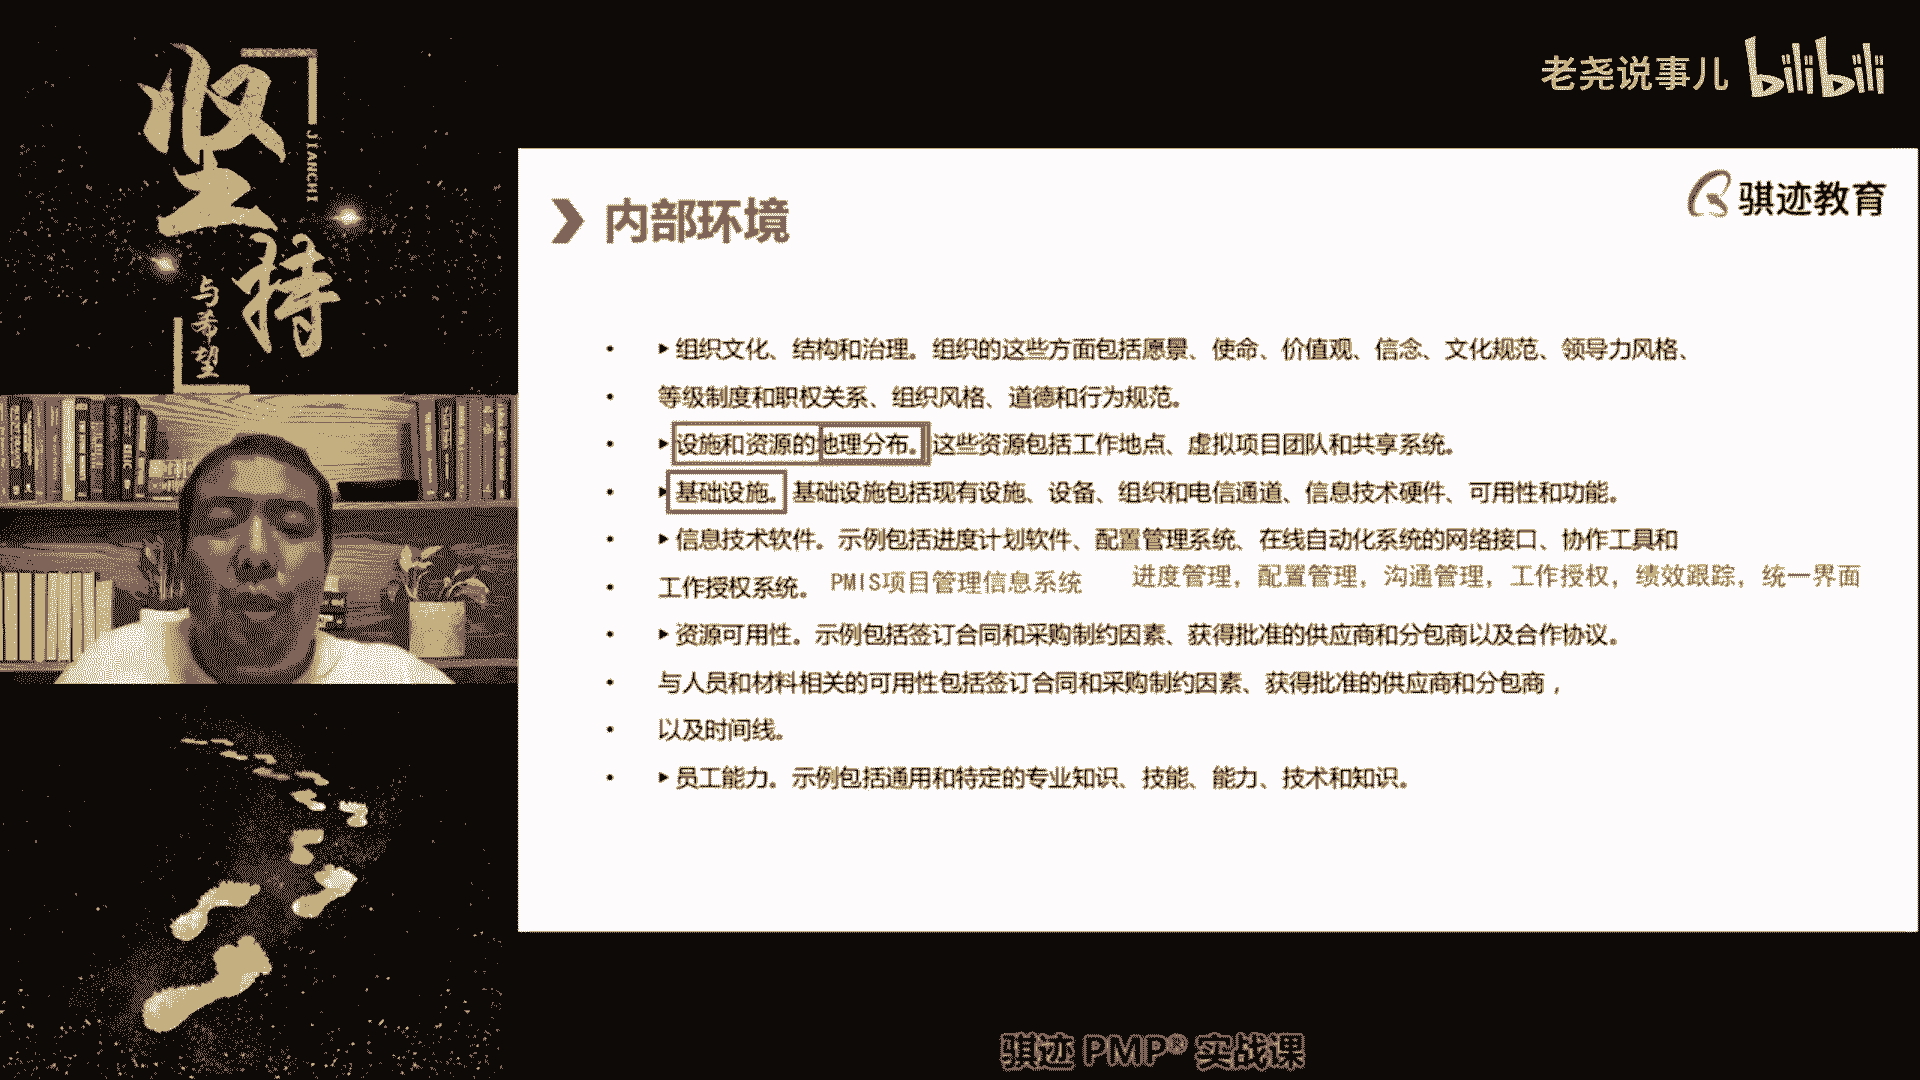 坚持
JIANCHI
与希望
老尧说事儿 bilibili
骐迹教育
内部环境
• ▸组织文化、结构和治理。组织的这些方面包括愿景、使命、价值观、信念、文化规范、领导力风格、
• 等级制度和职权关系、组织风格、道德和行为规范。
• ▸设施和资源的地理分布。这些资源包括工作地点、虚拟项目团队和共享系统。
• ▸基础设施。基础设施包括现有设施、设备、组织和电信通道、信息技术硬件、可用性和功能。
• ▸信息技术软件。示例包括进度计划软件、配置管理系统、在线自动化系统的网络接口、协作工具和
• 工作授权系统。 PMIS项目管理信息系统 进度管理，配置管理，沟通管理，工作授权，绩效跟踪，统一界面
• ▸资源可用性。示例包括签订合同和采购制约因素、获得批准的供应商和分包商以及合作协议。
• 与人员和材料相关的可用性包括签订合同和采购制约因素、获得批准的供应商和分包商，
• 以及时间线。
• ▸员工能力。示例包括通用和特定的专业知识、技能、能力、技术和知识。
骐迹 PMP® 实战课